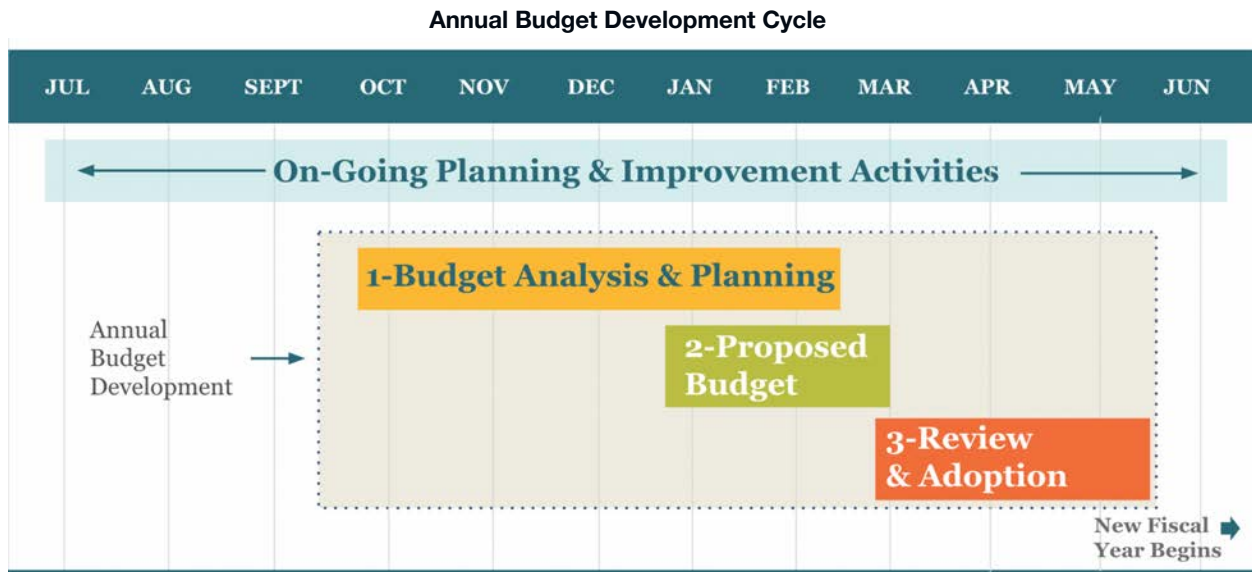 Annual Budget Development Cycle
JUL AUG SEPT OCT NOV DEC JAN FEB MAR APR MAY JUN
On-Going Planning & Improvement Activities
1-Budget Analysis & Planning
Annual
Budget
Development
2-Proposed
Budget
3-Review
& Adoption
New Fiscal
Year Begins